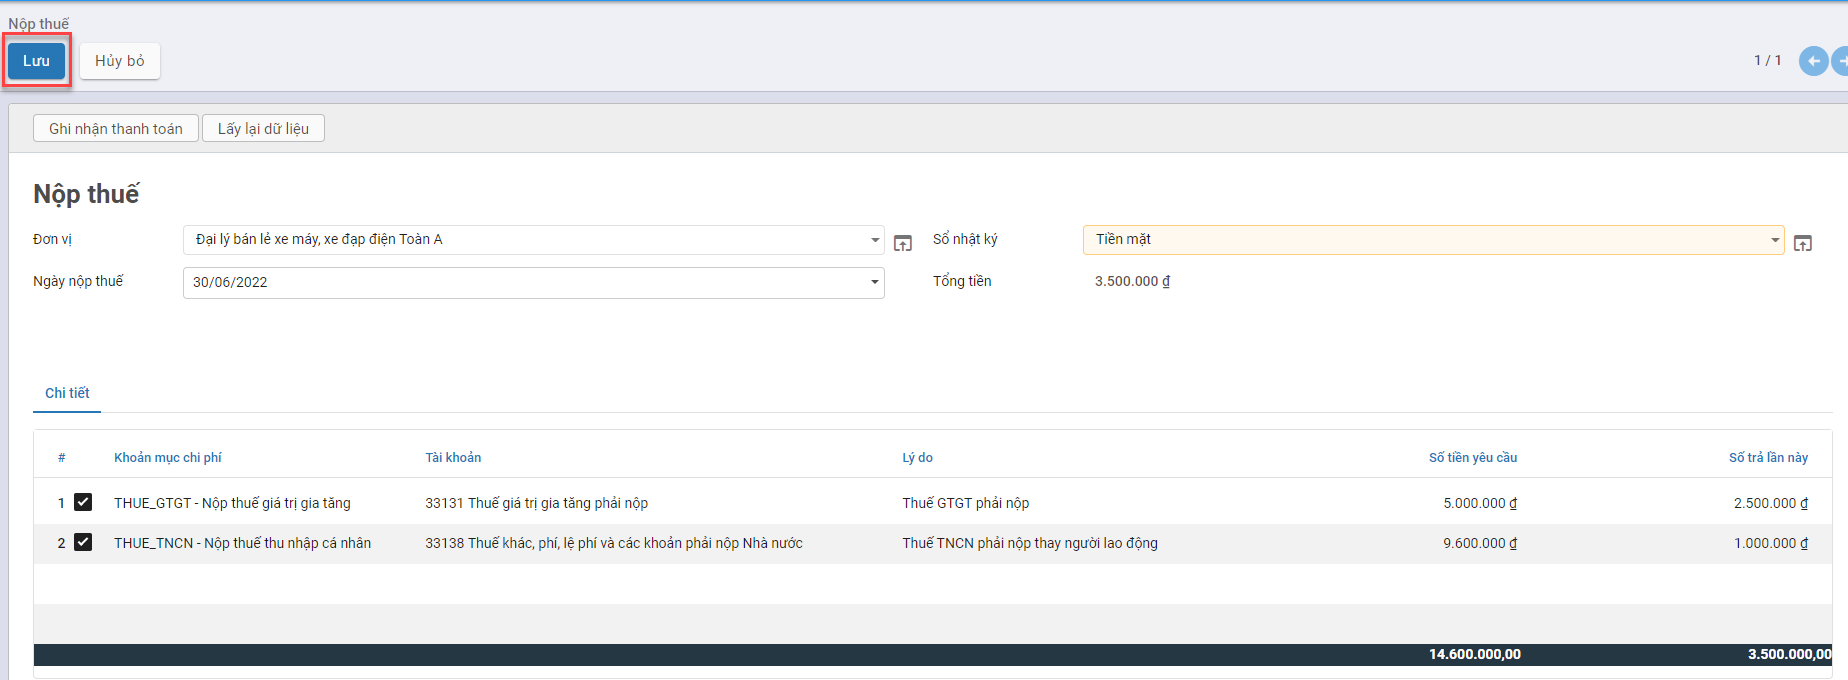 Nộp thuế
Lưu Hủy bỏ 1 / 1
Ghi nhận thanh toán Lấy lại dữ liệu
Nộp thuế
Đơn vị Đại lý bán lẻ xe máy, xe đạp điện Toàn A Sổ nhật ký Tiền mặt
Ngày nộp thuế 30/06/2022 Tổng tiền 3.500.000 ₫
Chi tiết
# Khoản mục chi phí Tài khoản Lý do Số tiền yêu cầu Số trả lần này
1 THUE_GTGT - Nộp thuế giá trị gia tăng 33131 Thuế giá trị gia tăng phải nộp Thuế GTGT phải nộp 5.000.000 ₫ 2.500.000 ₫
2 THUE_TNCN - Nộp thuế thu nhập cá nhân 33138 Thuế khác, phí, lệ phí và các khoản phải nộp Nhà nước Thuế TNCN phải nộp thay người lao động 9.600.000 ₫ 1.000.000 ₫
14.600.000,00 3.500.000,00